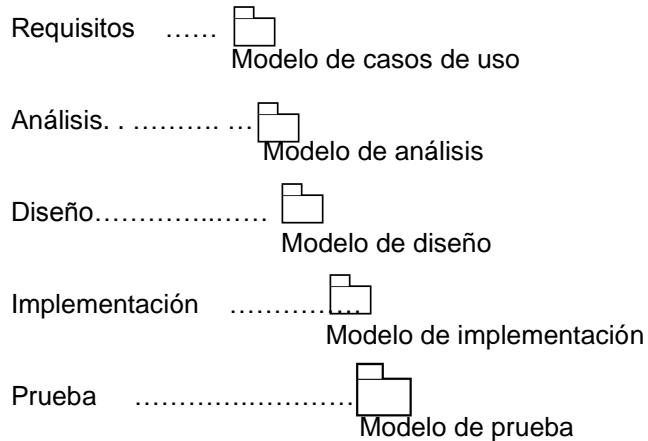 Requisitos ……
Modelo de casos de uso
Análisis. . ………. …
Modelo de análisis
Diseño…………..……
Modelo de diseño
Implementación …………...
Modelo de implementación
Prueba ………….………
Modelo de prueba